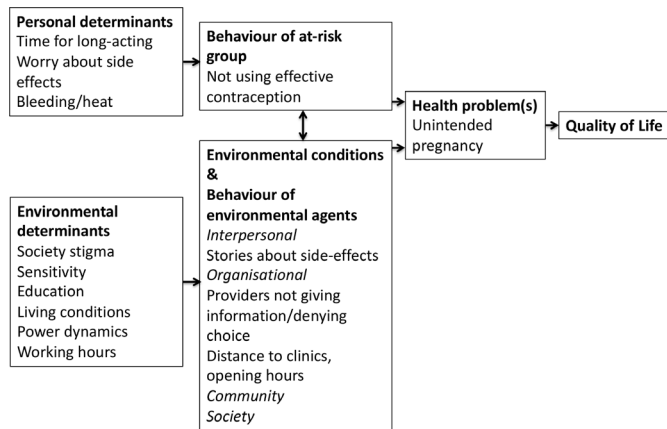 Personal determinants
Time for long-acting
Worry about side
effects
Bleeding/heat
Behaviour of at-risk
group
Not using effective
contraception
Health problem(s)
Unintended
pregnancy
Quality of Life
Environmental
determinants
Society stigma
Sensitivity
Education
Living conditions
Power dynamics
Working hours
Environmental conditions
&
Behaviour of
environmental agents
Interpersonal
Stories about side-effects
Organisational
Providers not giving
information/denying
choice
Distance to clinics,
opening hours
Community
Society